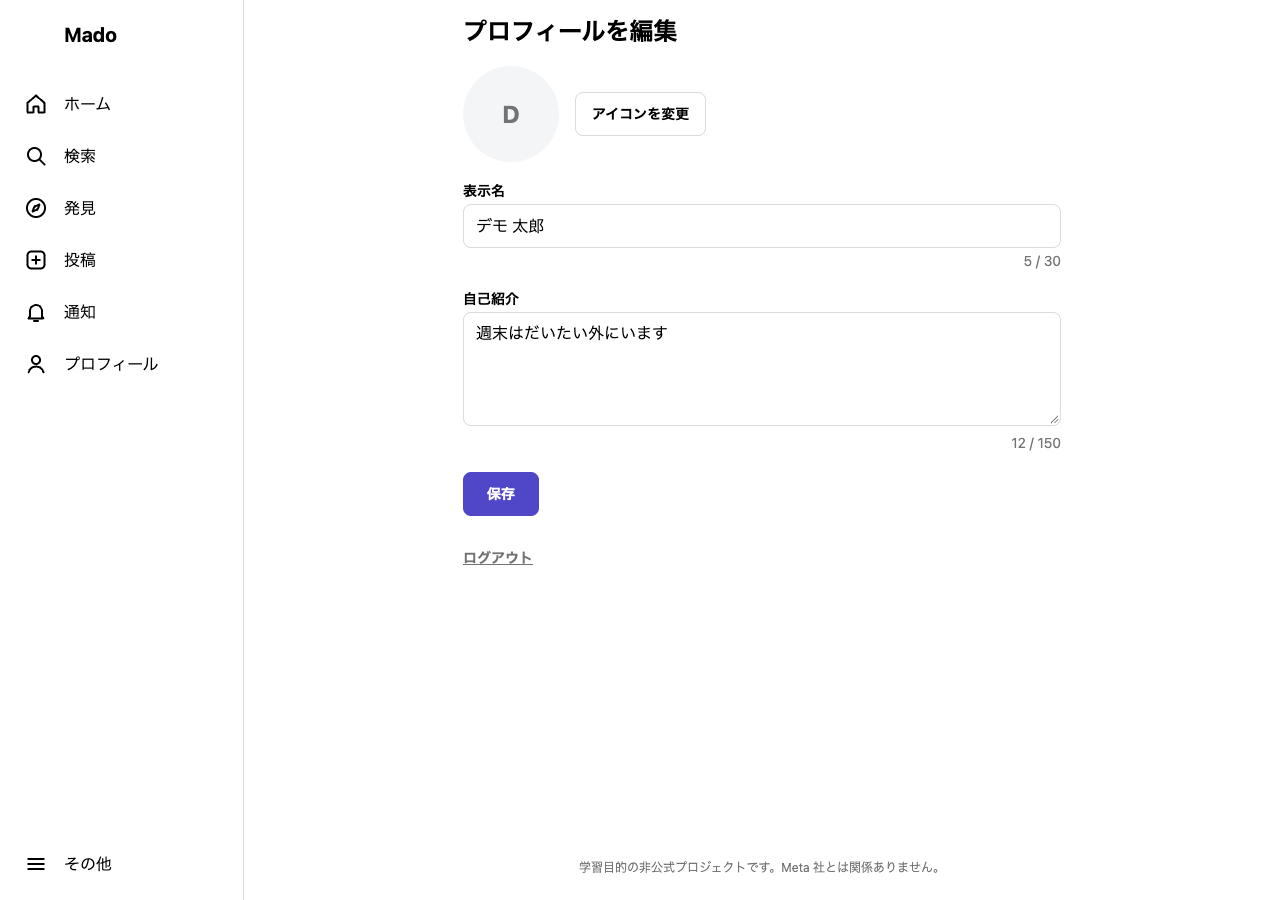 Mado
ホーム
検索
発見
投稿
通知
プロフィール
その他
プロフィールを編集
D
アイコンを変更
表示名
デモ 太郎
5 / 30
自己紹介
週末はだいたい外にいます
12 / 150
保存
ログアウト
学習目的の非公式プロジェクトです。Meta 社とは関係ありません。